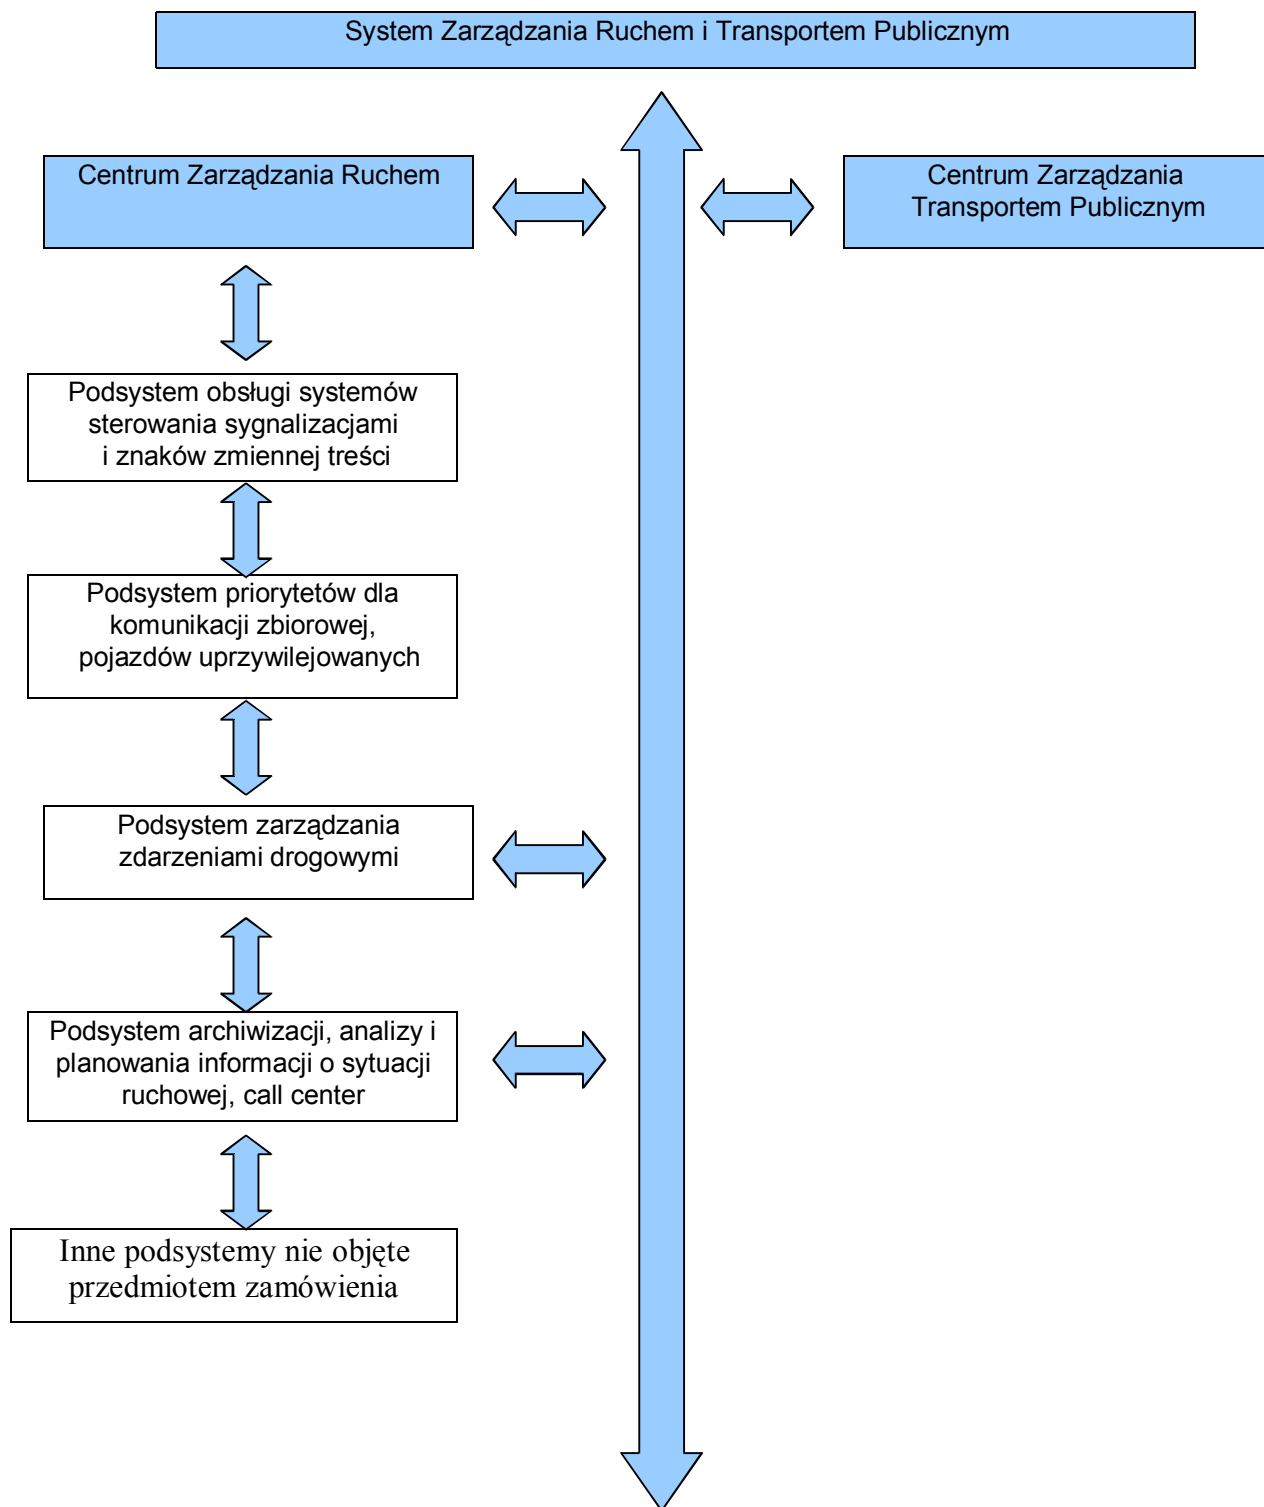 System Zarządzania Ruchem i Transportem Publicznym
Centrum Zarządzania Ruchem
Centrum Zarządzania
Transportem Publicznym
Podsystem obsługi systemów
sterowania sygnalizacjami
i znaków zmiennej treści
Podsystem priorytetów dla
komunikacji zbiorowej,
pojazdów uprzywilejowanych
Podsystem zarządzania
zdarzeniami drogowymi
Podsystem archiwizacji, analizy i
planowania informacji o sytuacji
ruchowej, call center
Inne podsystemy nie objęte
przedmiotem zamówienia